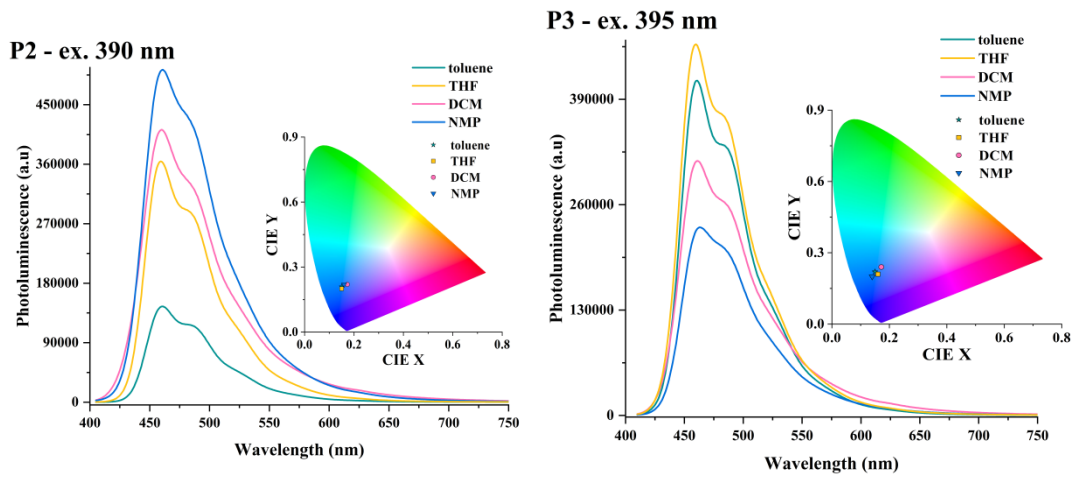 P2 - ex. 390 nm
Photoluminescence (a.u)
450000
360000
270000
180000
90000
0
400 450 500 550 600 650 700 750
Wavelength (nm)
toluene
THF
DCM
NMP
toluene
THF
DCM
NMP
CIE Y
0.9
0.6
0.3
0.0
0.0 0.2 0.4 0.6 0.8
CIE X
P3 - ex. 395 nm
Photoluminescence (a.u)
390000
260000
130000
0
400 450 500 550 600 650 700 750
Wavelength (nm)
toluene
THF
DCM
NMP
toluene
THF
DCM
NMP
CIE Y
0.9
0.6
0.3
0.0
0.0 0.2 0.4 0.6 0.8
CIE X